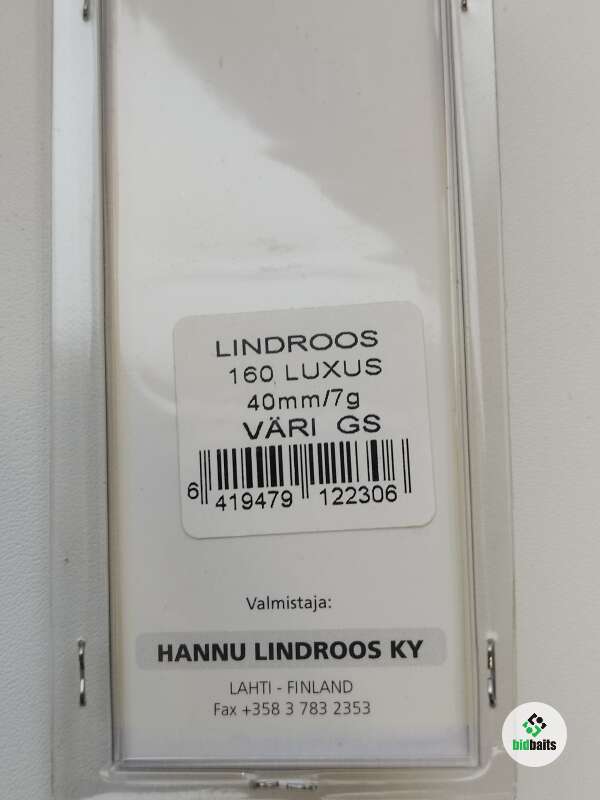 LINDROOS
160 LUXUS
40mm/7g
VÄRI GS
6 419479 122306
Valmistaja:
HANNU LINDROOS KY
LAHTI - FINLAND
Fax +358 3 783 2353
bidbaits